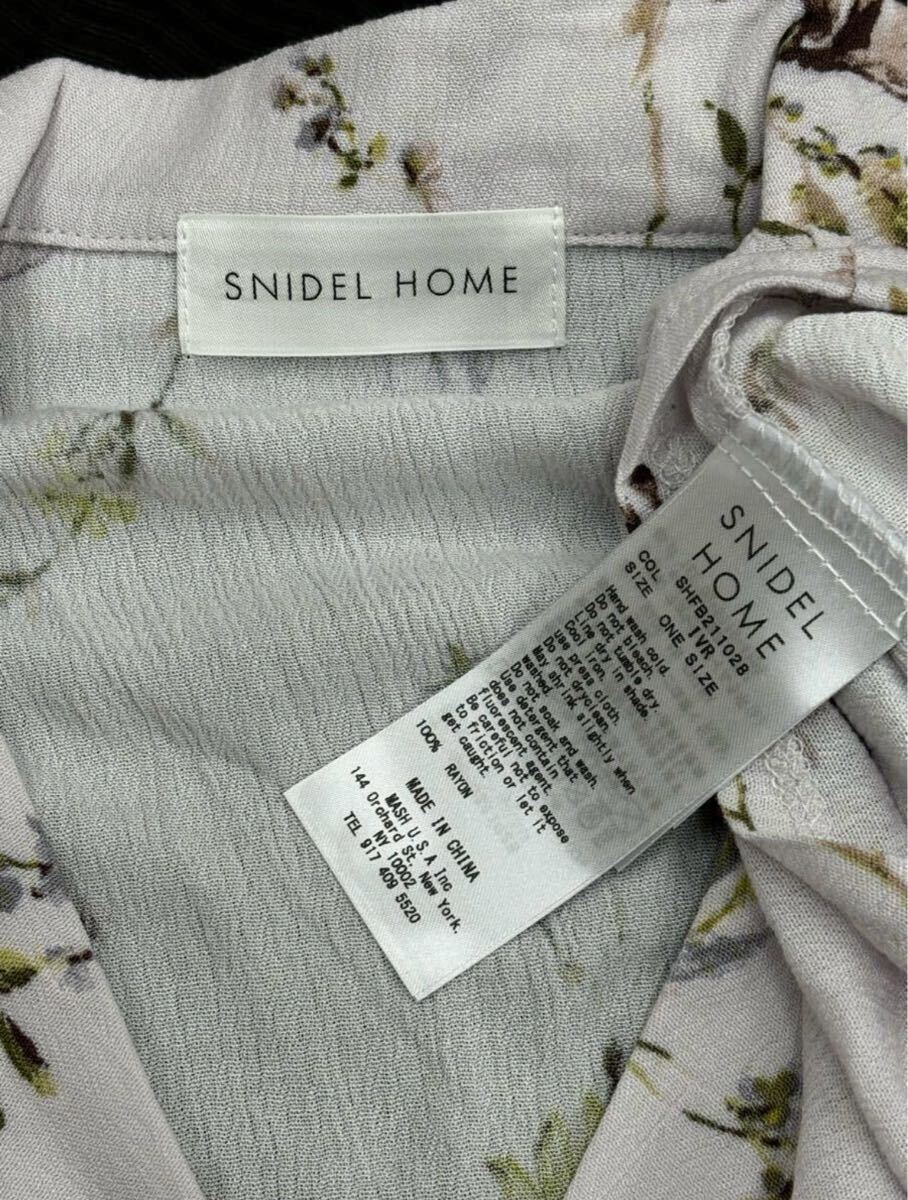 SNIDEL HOME
SNIDEL
HOME
SHFB211028
COL IVR
SIZE ONE SIZE
Hand wash cold.
Do not bleach.
Do not tumble dry.
Line dry in shade.
Cool iron.
use press cloth.
Do not dryclean.
May shrink slightly when
washed.
Do not soak and wash.
Use detergent that
does not contain
fluorescent agent.
Be careful not to expose
to friction or let it
get caught.
100% RAYON
MADE IN CHINA
MASH U.S.A Inc
144 Orchard St, New York,
NY 10002
TEL 917 409 5520